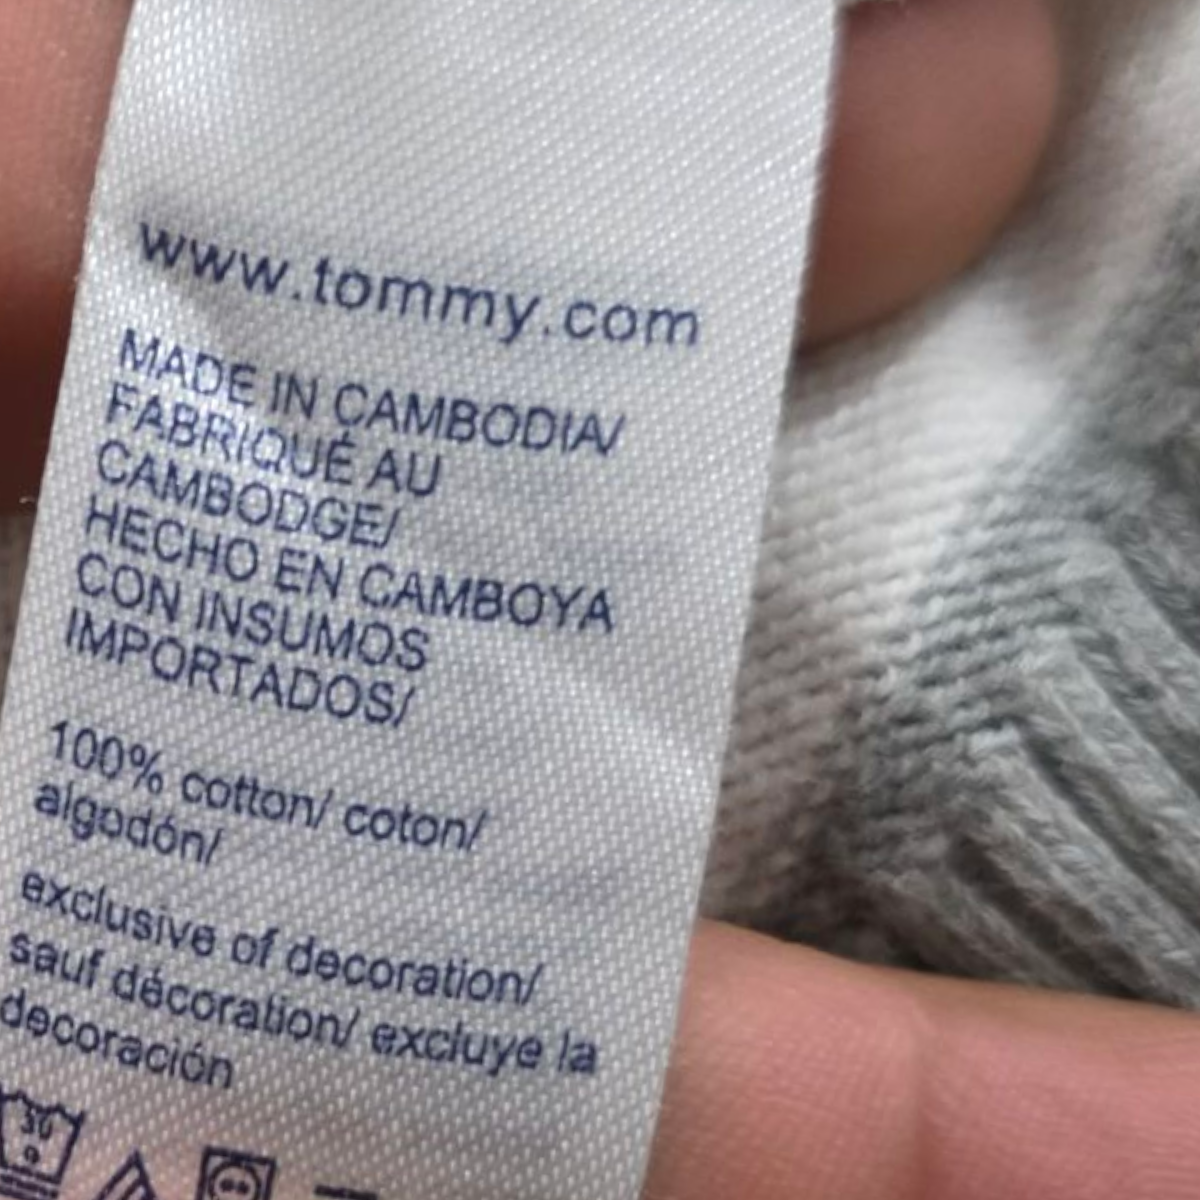 www.tommy.com
MADE IN CAMBODIA/
FABRIQUÉ AU
CAMBODGE/
HECHO EN CAMBOYA
CON INSUMOS
IMPORTADOS/
100% cotton/ coton/
algodón/
exclusive of decoration/
sauf décoration/ excluye la
decoración
30